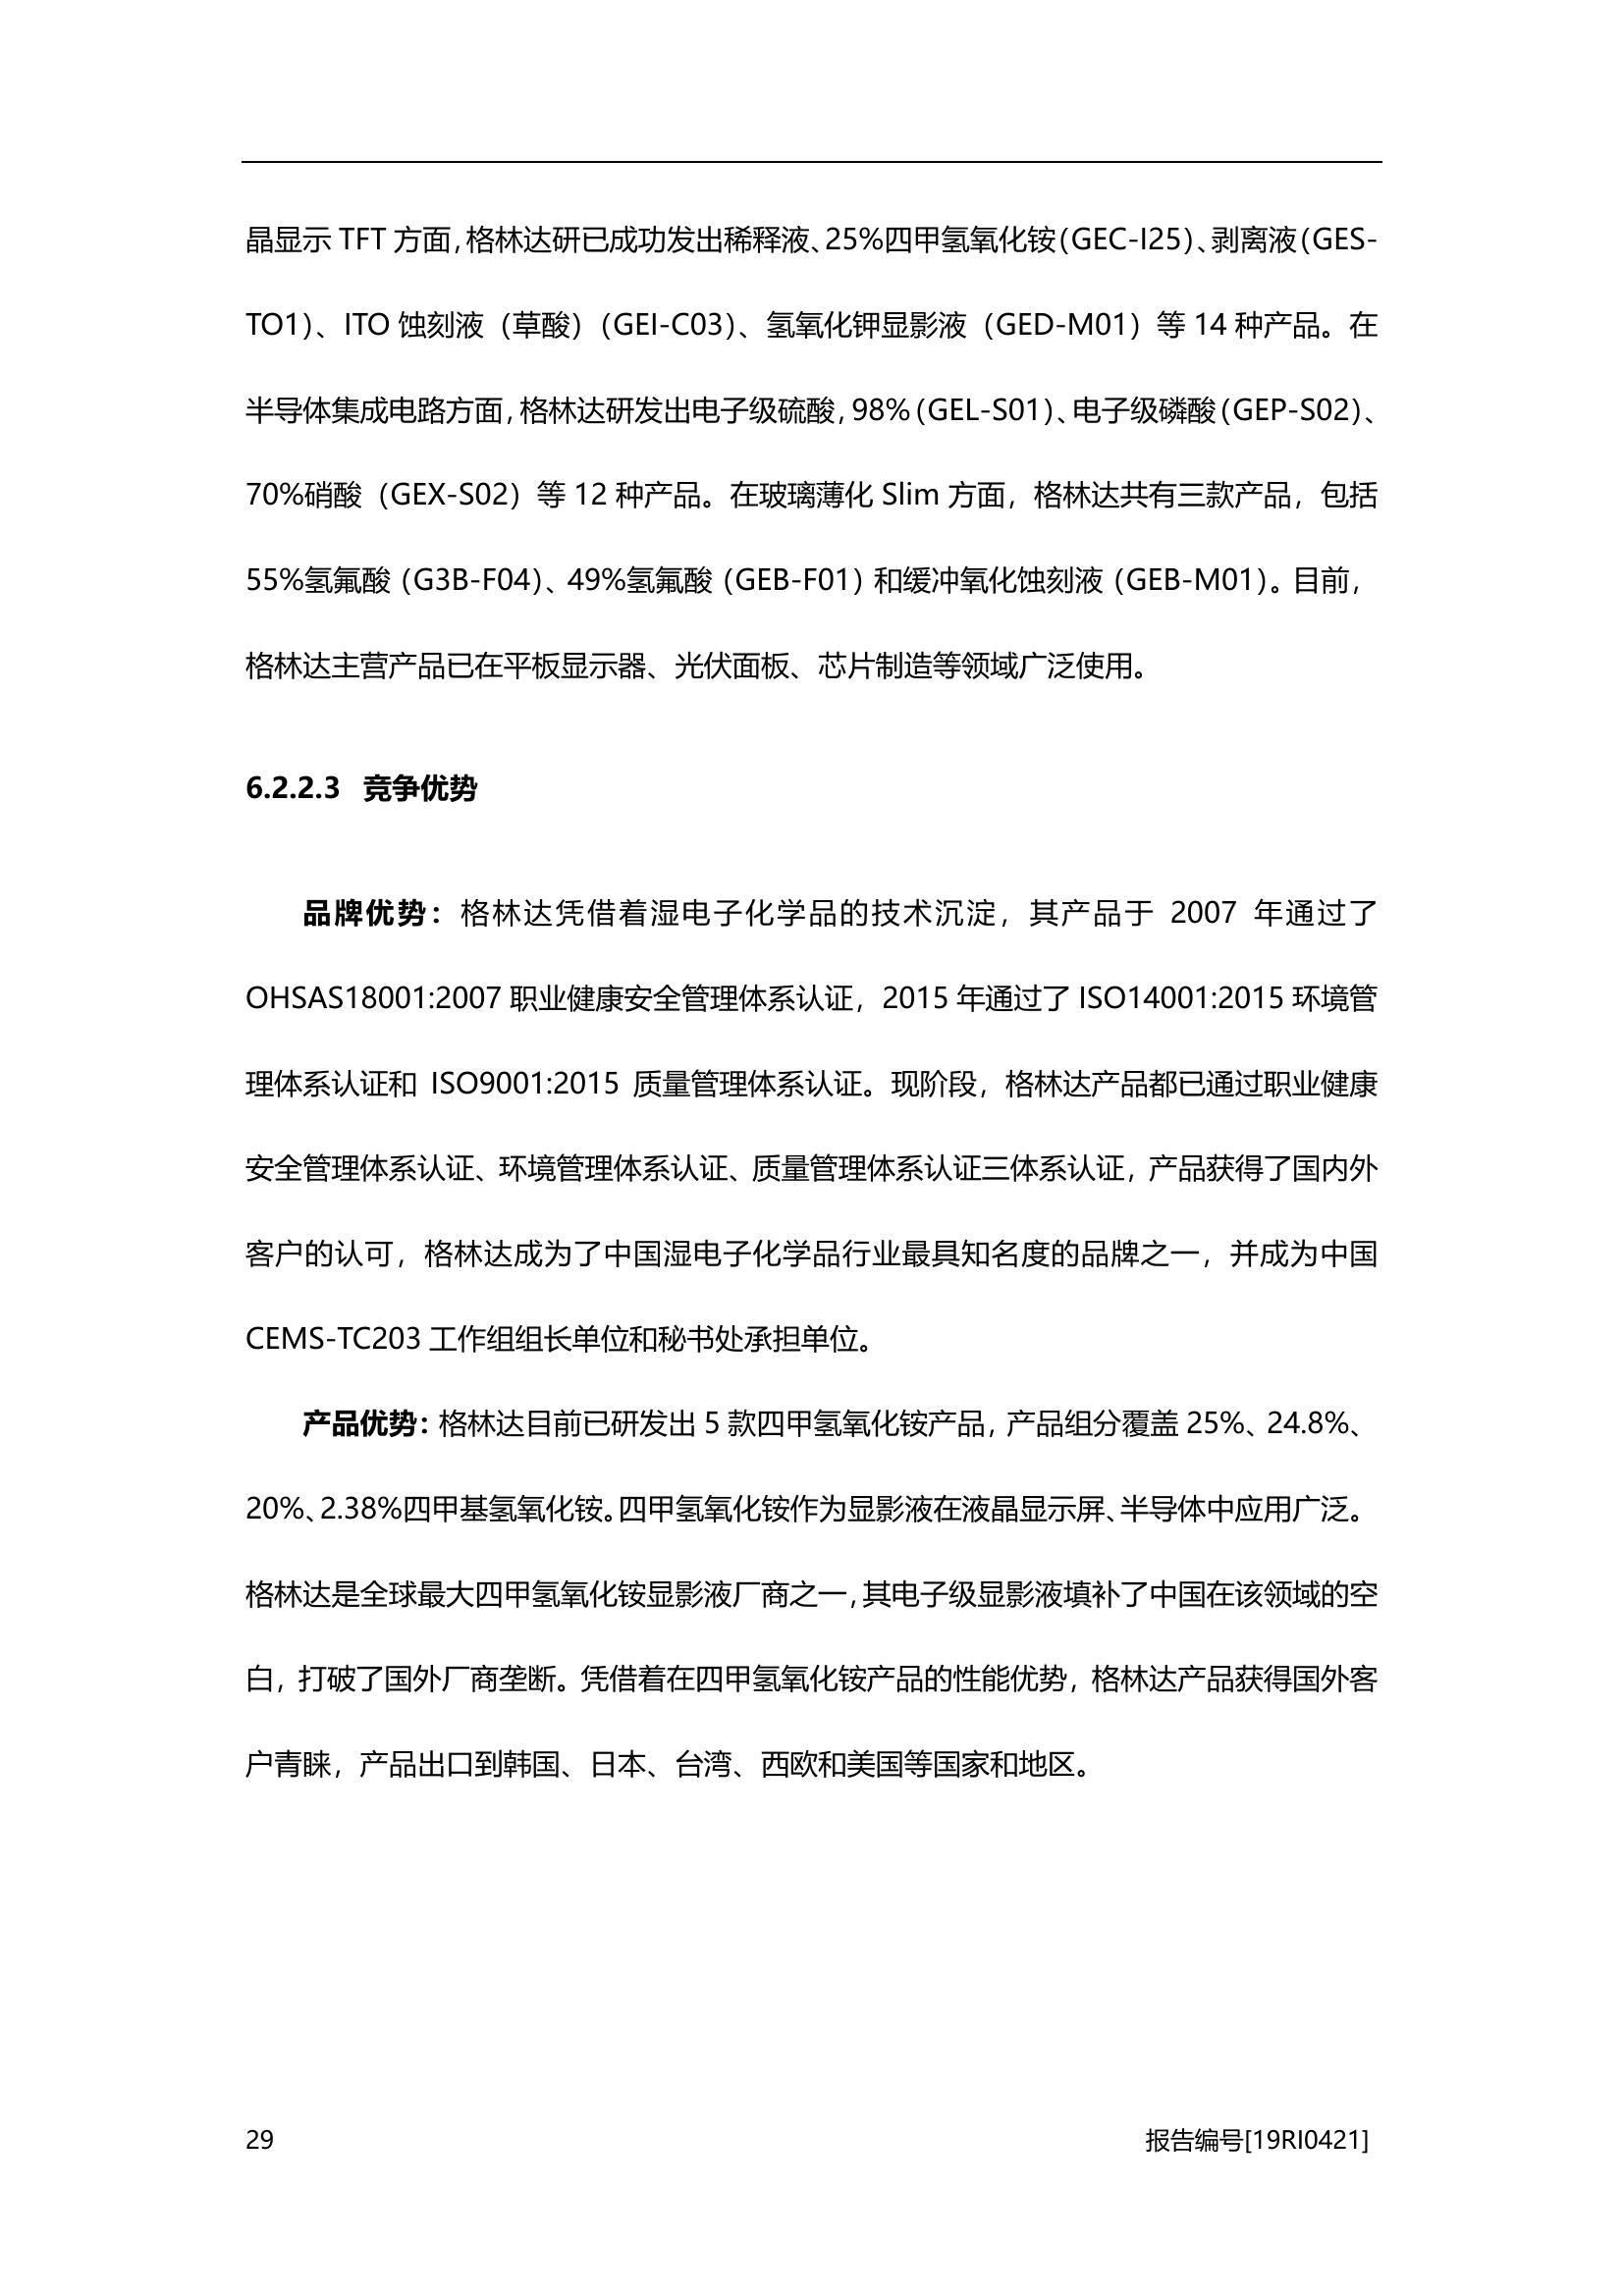 晶显示 TFT 方面，格林达研已成功发出稀释液、25%四甲氢氧化铵（GEC-I25）、剥离液（GES-
TO1）、ITO 蚀刻液（草酸）（GEI-C03）、氢氧化钾显影液（GED-M01）等 14 种产品。在
半导体集成电路方面，格林达研发出电子级硫酸，98%（GEL-S01）、电子级磷酸（GEP-S02）、
70%硝酸（GEX-S02）等 12 种产品。在玻璃薄化 Slim 方面，格林达共有三款产品，包括
55%氢氟酸（G3B-F04）、49%氢氟酸（GEB-F01）和缓冲氧化蚀刻液（GEB-M01）。目前，
格林达主营产品已在平板显示器、光伏面板、芯片制造等领域广泛使用。
6.2.2.3 竞争优势
品牌优势：格林达凭借着湿电子化学品的技术沉淀，其产品于 2007 年通过了
OHSAS18001:2007 职业健康安全管理体系认证，2015 年通过了 ISO14001:2015 环境管
理体系认证和 ISO9001:2015 质量管理体系认证。现阶段，格林达产品都已通过职业健康
安全管理体系认证、环境管理体系认证、质量管理体系认证三体系认证，产品获得了国内外
客户的认可，格林达成为了中国湿电子化学品行业最具知名度的品牌之一，并成为中国
CEMS-TC203 工作组组长单位和秘书处承担单位。
产品优势：格林达目前已研发出 5 款四甲氢氧化铵产品，产品组分覆盖 25%、24.8%、
20%、2.38%四甲基氢氧化铵。四甲氢氧化铵作为显影液在液晶显示屏、半导体中应用广泛。
格林达是全球最大四甲氢氧化铵显影液厂商之一，其电子级显影液填补了中国在该领域的空
白，打破了国外厂商垄断。凭借着在四甲氢氧化铵产品的性能优势，格林达产品获得国外客
户青睐，产品出口到韩国、日本、台湾、西欧和美国等国家和地区。
29 报告编号[19RI0421]